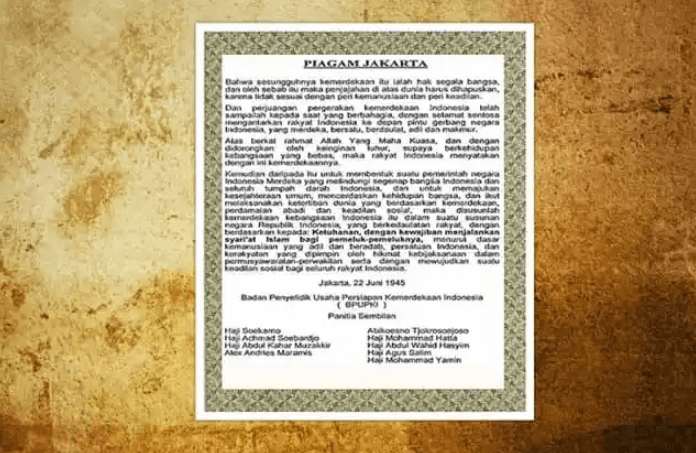 PIAGAM JAKARTA
Bahwa sesungguhnya kemerdekaan itu ialah hak segala bangsa,
dan oleh sebab itu maka penjajahan di atas dunia harus dihapuskan,
karena tidak sesuai dengan peri kemanusiaan dan peri keadilan.
Dan perjuangan pergerakan kemerdekaan Indonesia telah
sampailah kepada saat yang berbahagia, dengan selamat sentosa
mengantarkan rakyat Indonesia ke depan pintu gerbang negara
Indonesia, yang merdeka, bersatu, berdaulat, adil dan makmur.
Atas berkat rahmat Allah Yang Maha Kuasa, dan dengan
didorongkan oleh keinginan luhur, supaya berkehidupan
kebangsaan yang bebas, maka rakyat Indonesia menyatakan
dengan ini kemerdekaannya.
Kemudian daripada itu untuk membentuk suatu pemerintah negara
Indonesia Merdeka yang melindungi segenap bangsa Indonesia dan
seluruh tumpah darah Indonesia, dan untuk memajukan
kesejahteraan umum, mencerdaskan kehidupan bangsa, dan ikut
melaksanakan ketertiban dunia yang berdasarkan kemerdekaan,
perdamaian abadi dan keadilan sosial, maka disusunlah
kemerdekaan kebangsaan Indonesia itu dalam suatu susunan
negara Republik Indonesia, yang berkedaulatan rakyat, dengan
berdasarkan kepada: Ketuhanan, dengan kewajiban menjalankan
syari'at Islam bagi pemeluk-pemeluknya, menurut dasar
kemanusiaan yang adil dan beradab, persatuan Indonesia, dan
kerakyatan yang dipimpin oleh hikmat kebijaksanaan dalam
permusyawaratan-perwakilan serta dengan mewujudkan suatu
keadilan sosial bagi seluruh rakyat Indonesia.
Jakarta, 22 Juni 1945
Badan Penyelidik Usaha Persiapan Kemerdekaan Indonesia
( BPUPKI )
Panitia Sembilan
Haji Soekarno
Haji Achmad Soebardjo
Haji Abdul Kahar Muzakkir
Alex Andries Maramis
Abikoesno Tjokrosoejoso
Haji Mohammad Hatta
Haji Abdul Wahid Hasyim
Haji Agus Salim
Haji Mohammad Yamin